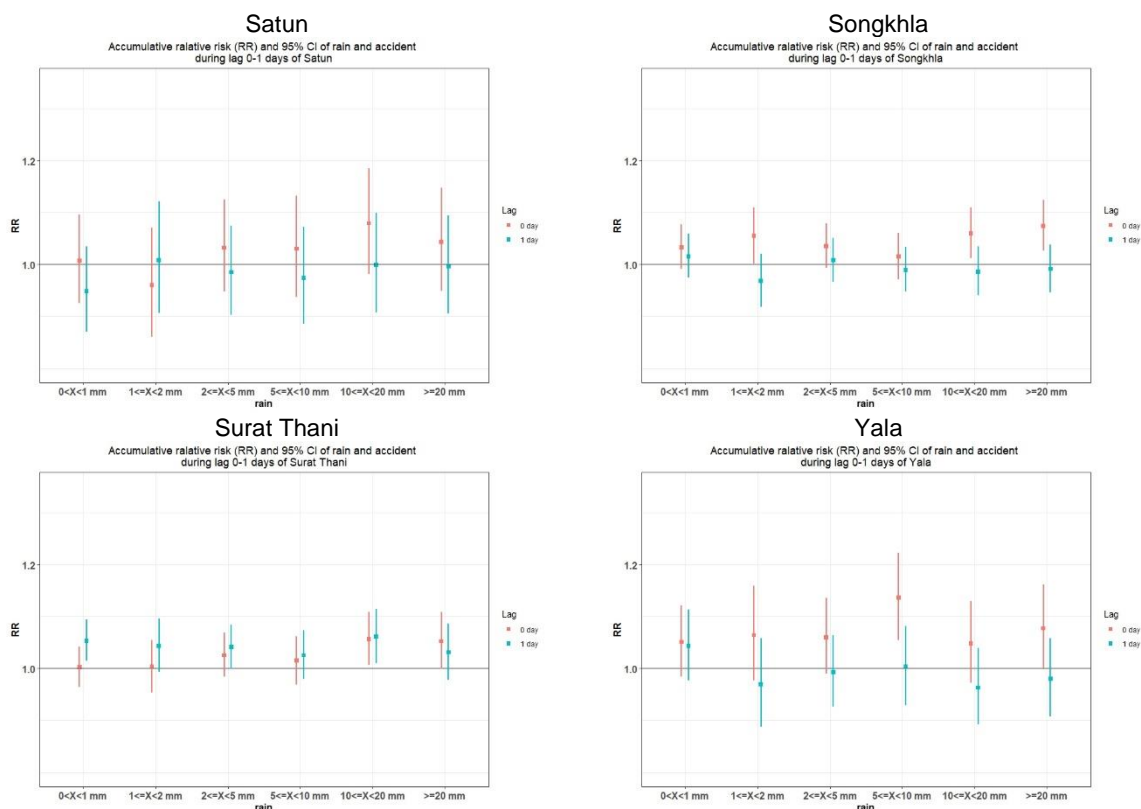 Satun
Accumulative ralative risk (RR) and 95% CI of rain and accident
during lag 0-1 days of Satun
RR
1.2
1.0
Lag
0 day
1 day
0<X<1 mm
1<=X<2 mm
2<=X<5 mm
5<=X<10 mm
10<=X<20 mm
>=20 mm
rain
Songkhla
Accumulative ralative risk (RR) and 95% CI of rain and accident
during lag 0-1 days of Songkhla
RR
1.2
1.0
Lag
0 day
1 day
0<X<1 mm
1<=X<2 mm
2<=X<5 mm
5<=X<10 mm
10<=X<20 mm
>=20 mm
rain
Surat Thani
Accumulative ralative risk (RR) and 95% CI of rain and accident
during lag 0-1 days of Surat Thani
RR
1.2
1.0
Lag
0 day
1 day
0<X<1 mm
1<=X<2 mm
2<=X<5 mm
5<=X<10 mm
10<=X<20 mm
>=20 mm
rain
Yala
Accumulative ralative risk (RR) and 95% CI of rain and accident
during lag 0-1 days of Yala
RR
1.2
1.0
Lag
0 day
1 day
0<X<1 mm
1<=X<2 mm
2<=X<5 mm
5<=X<10 mm
10<=X<20 mm
>=20 mm
rain